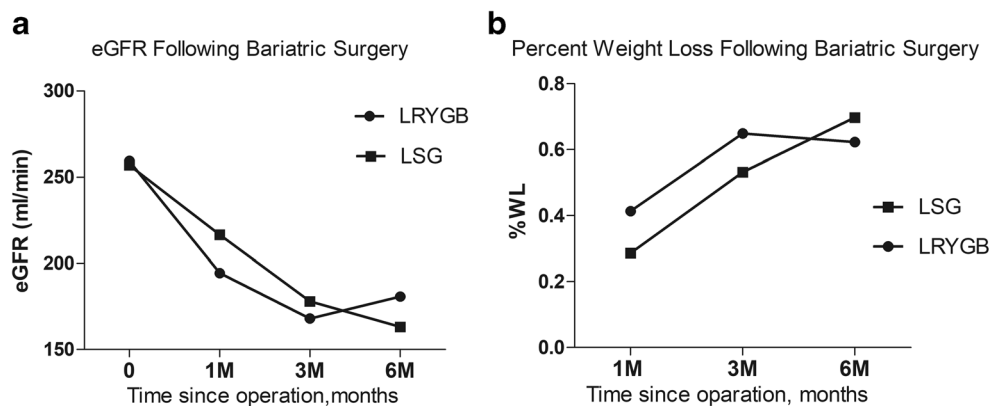 a
eGFR Following Bariatric Surgery
300
250
200
150
eGFR (ml/min)
LRYGB
LSG
0 1M 3M 6M
Time since operation,months
b
Percent Weight Loss Following Bariatric Surgery
0.8
0.6
0.4
0.2
0.0
%WL
LSG
LRYGB
1M 3M 6M
Time since oparation, months